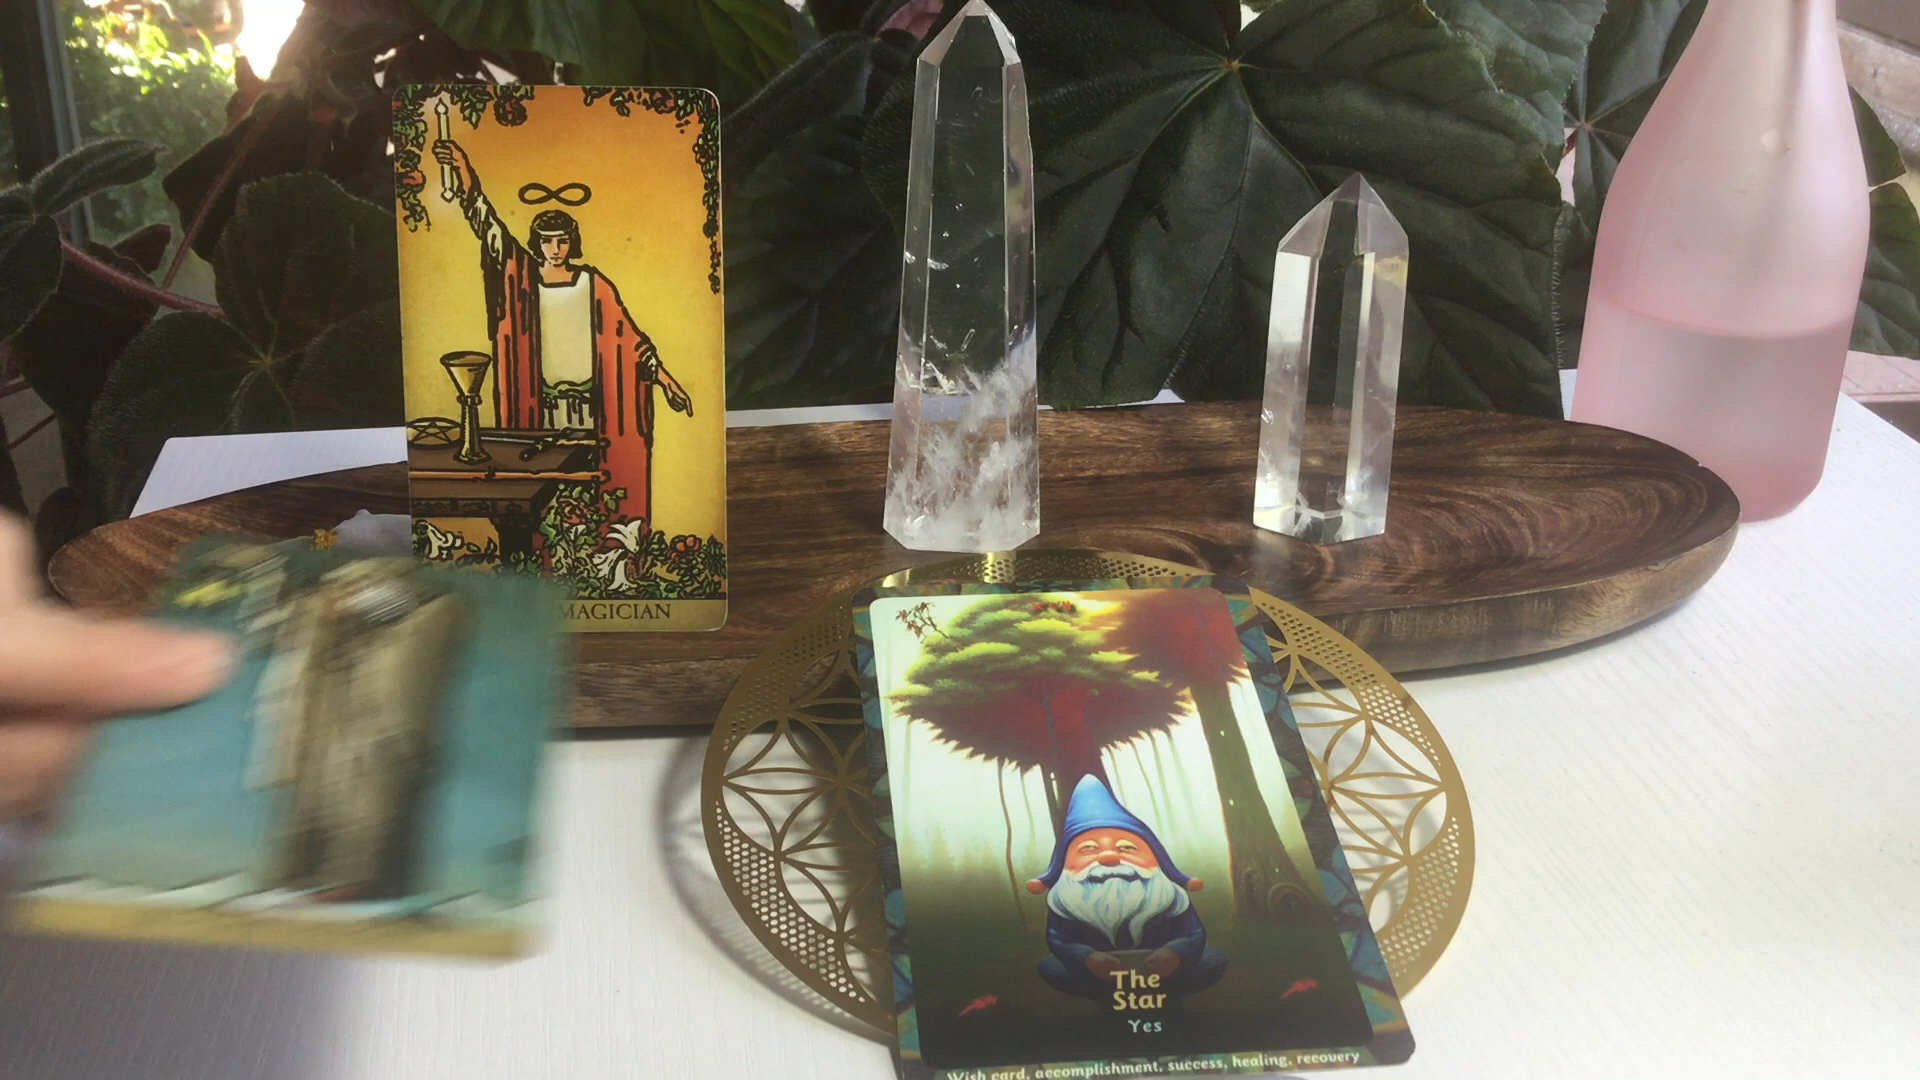 MAGICIAN
The
Star
Yes
Wish card, accomplishment, success, healing, recovery